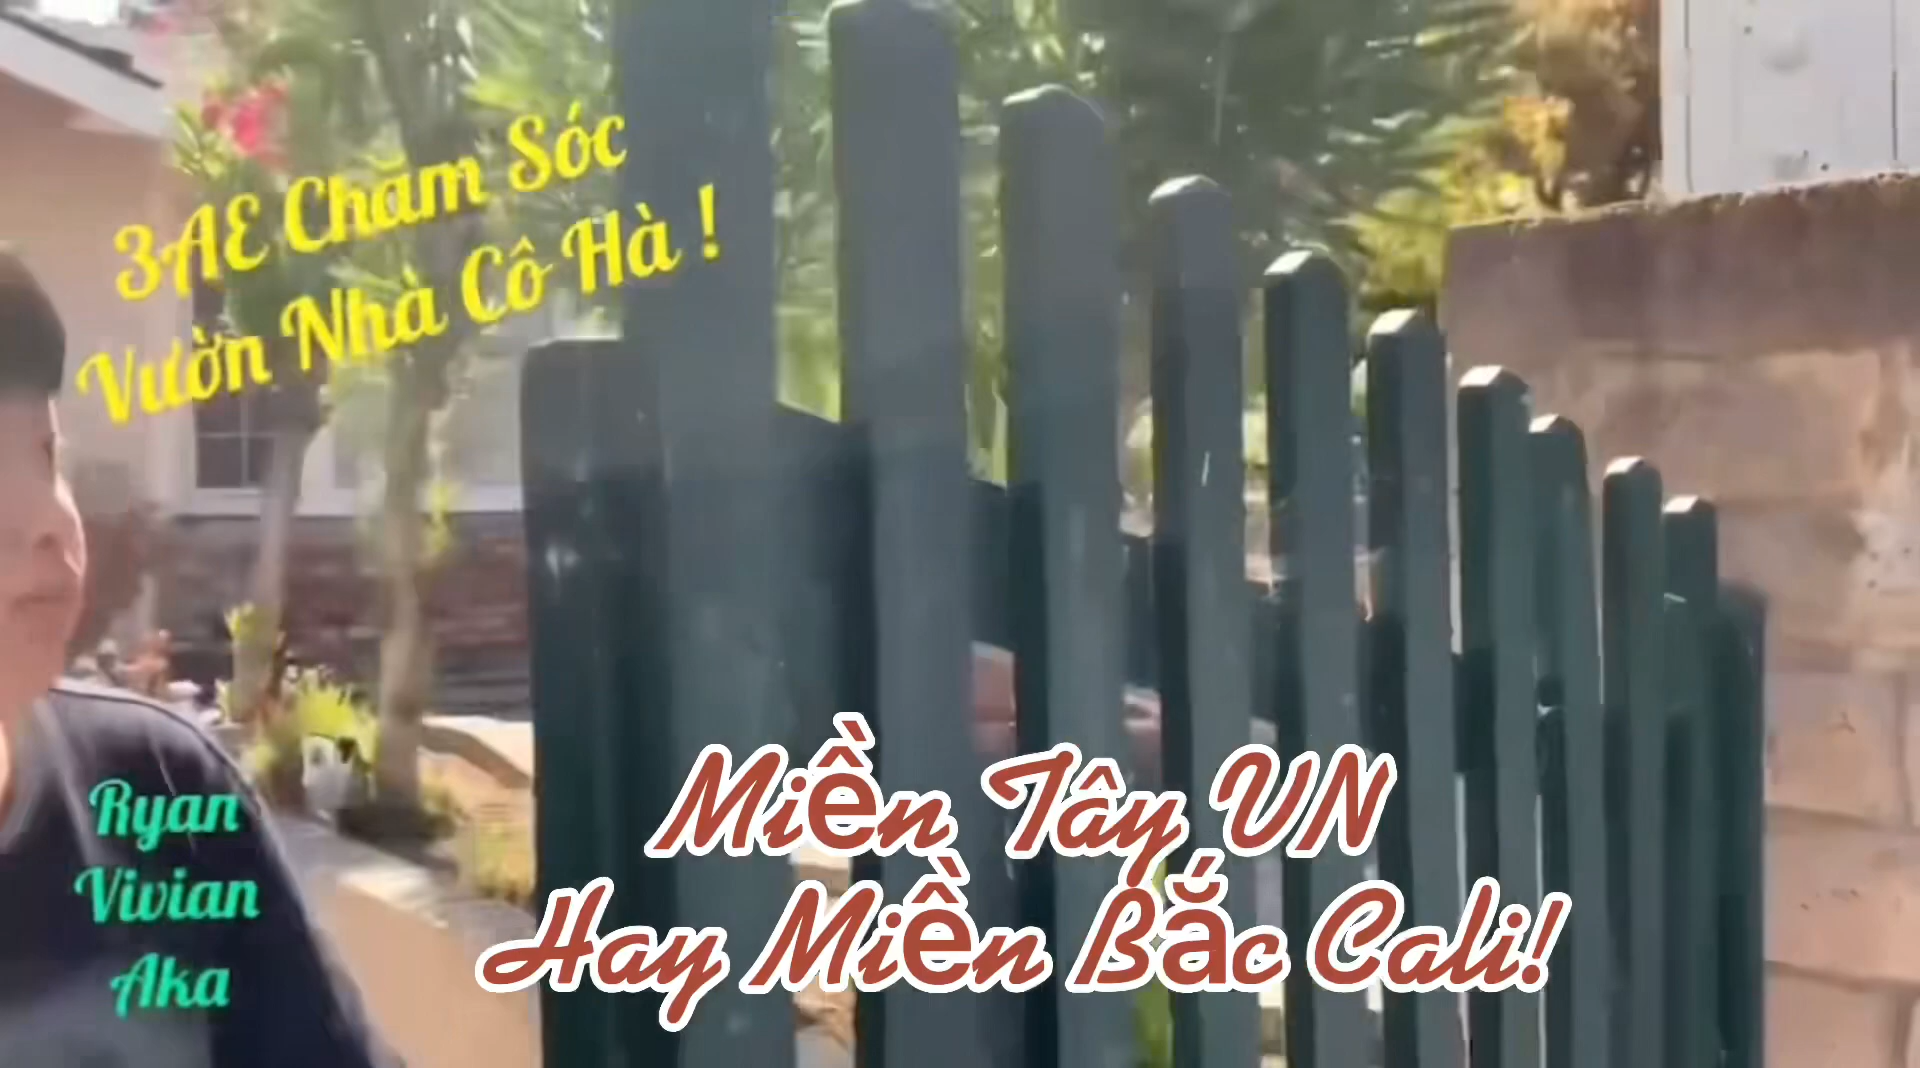 3AE Chăm Sóc
Vườn Nhà Cô Hà !
Ryan
Vivian
Aka
Miền Tây VN
Hay Miền Bắc Cali!